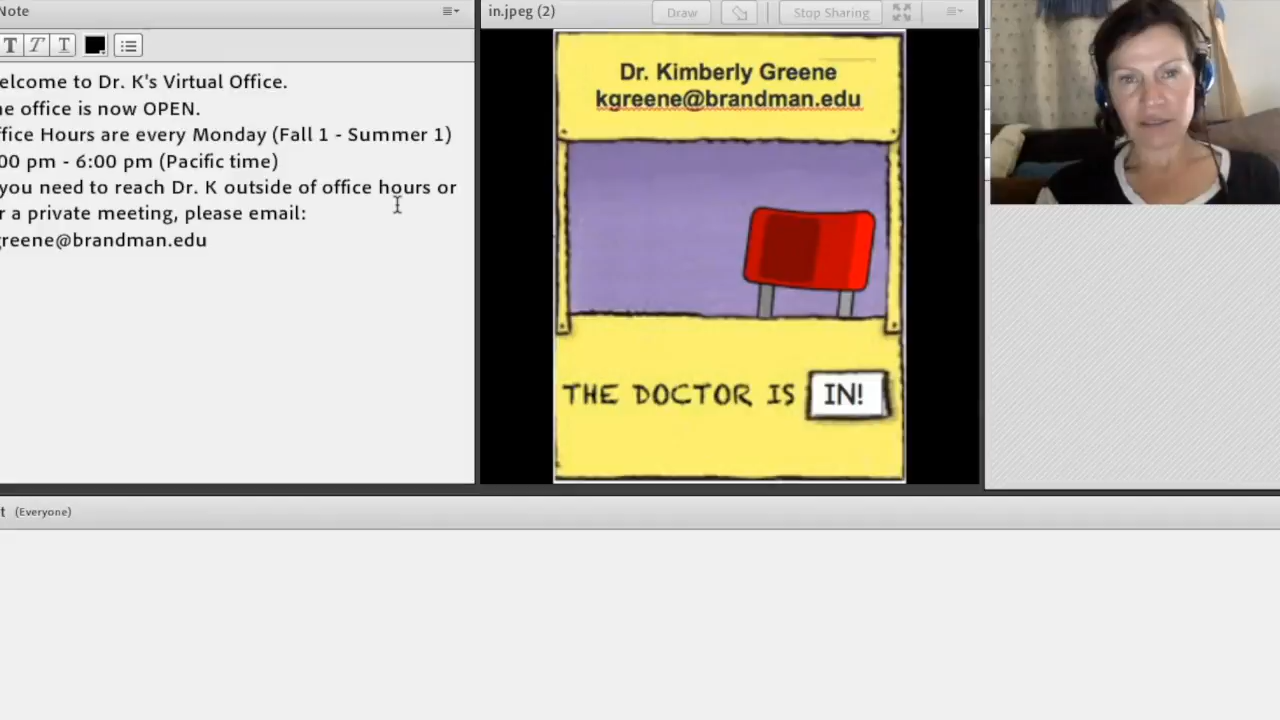 Note
in.jpeg (2)
Draw
Stop Sharing
T T T
elcome to Dr. K's Virtual Office.
e office is now OPEN.
ffice Hours are every Monday (Fall 1 - Summer 1)
00 pm - 6:00 pm (Pacific time)
you need to reach Dr. K outside of office hours or
r a private meeting, please email:
greene@brandman.edu
Dr. Kimberly Greene
kgreene@brandman.edu
THE DOCTOR IS IN!
t (Everyone)